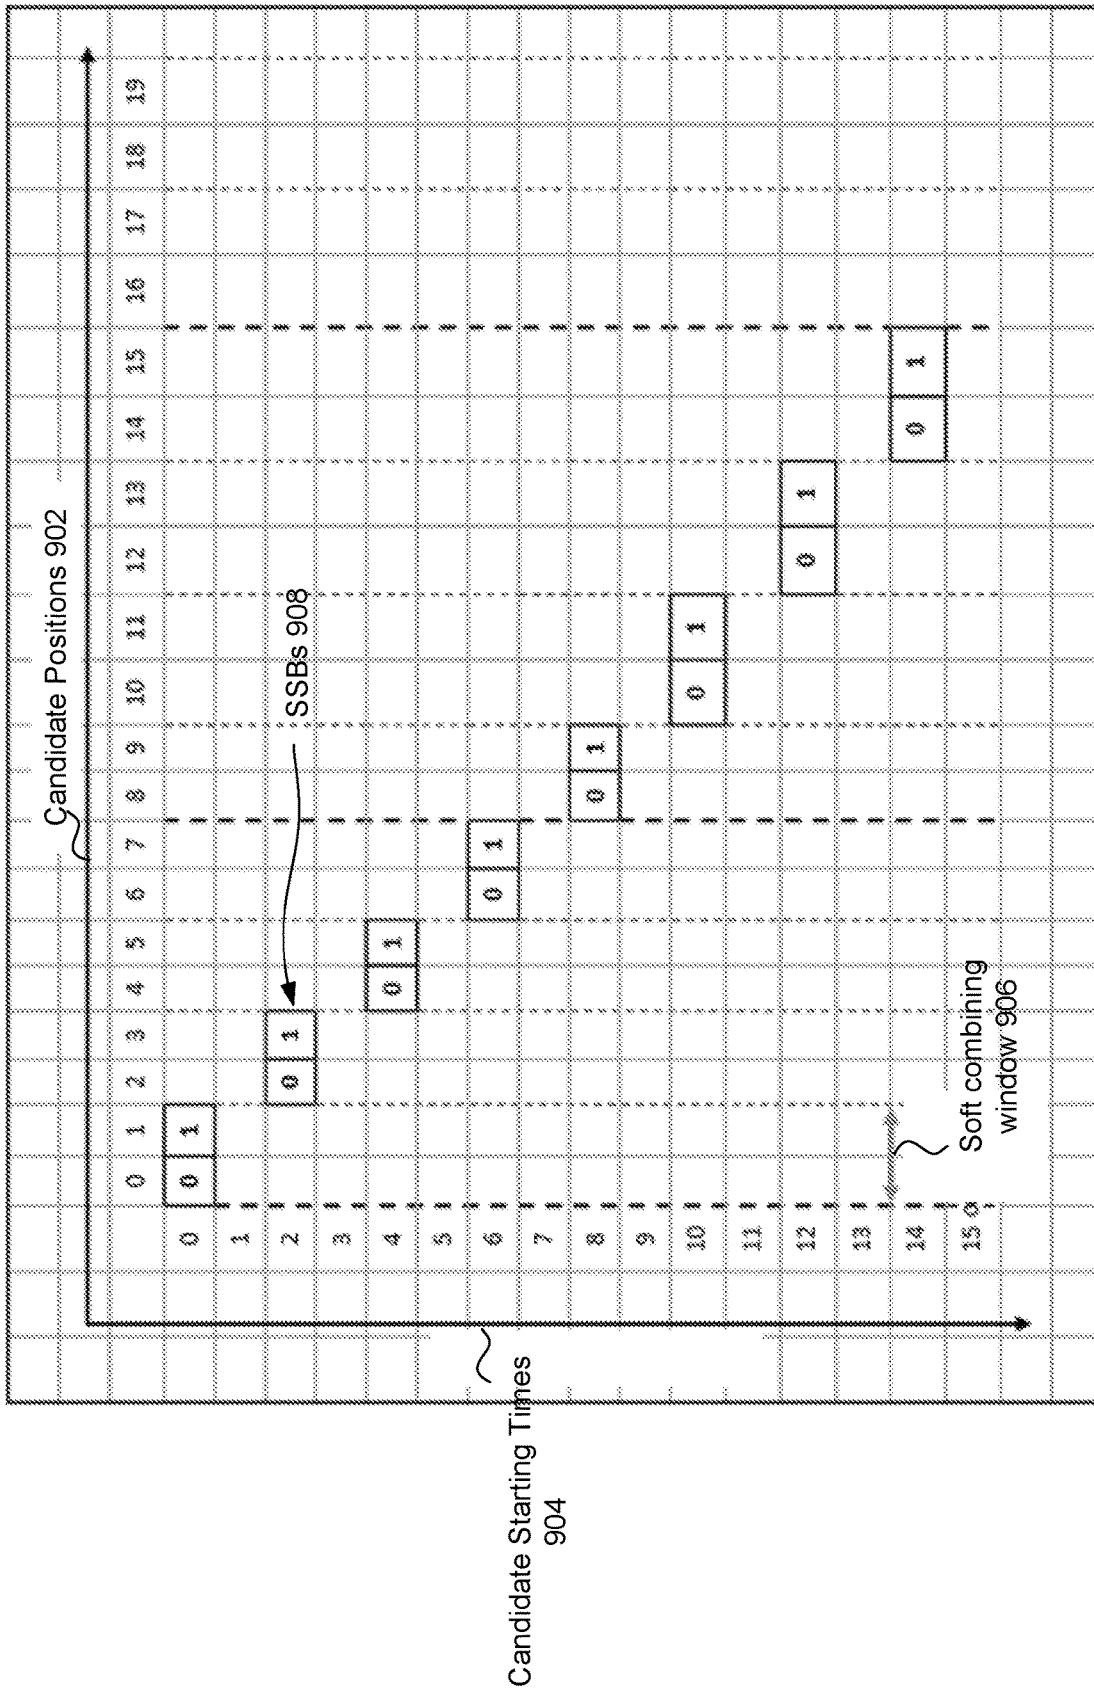 Candidate Positions 902
0 1 2 3 4 5 6 7 8 9 10 11 12 13 14 15 16 17 18 19
Candidate Starting Times
904
0 0 1
1
2 0 1
SSBs 908
3
4 0 1
5
6 0 1
7
8 0 1
9
10 0 1
11
12 0 1
13
14 0 1
15
Soft combining
window 906